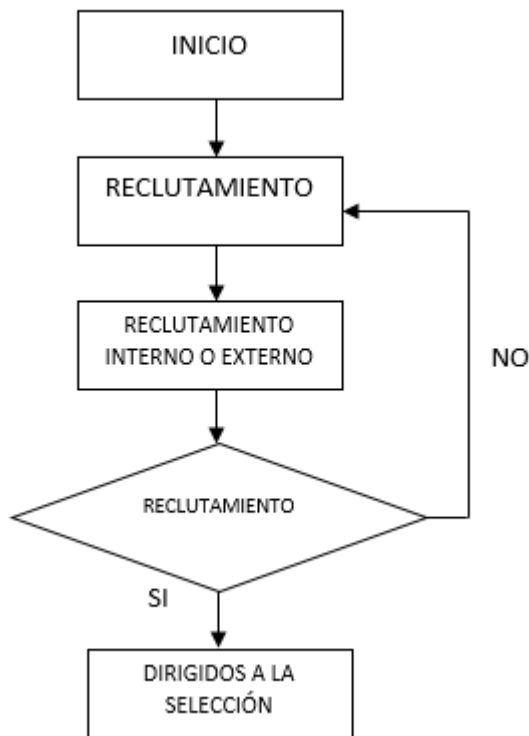 INICIO
RECLUTAMIENTO
RECLUTAMIENTO
INTERNO O EXTERNO
NO
RECLUTAMIENTO
SI
DIRIGIDOS A LA
SELECCIÓN